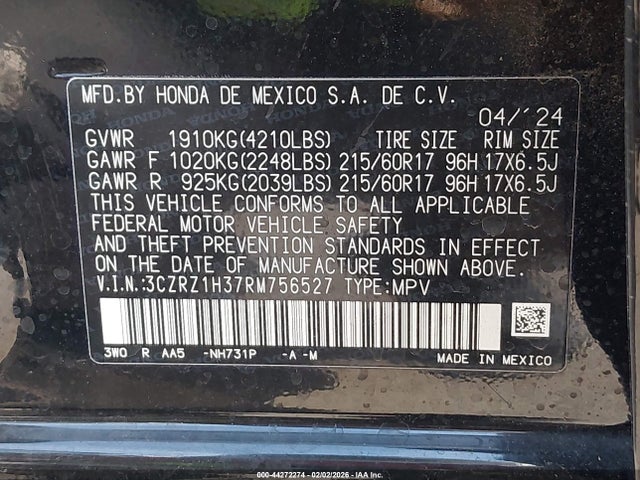 MFD.BY HONDA DE MEXICO S.A. DE C.V.
04/'24
GVWR 1910KG(4210LBS) TIRE SIZE RIM SIZE
GAWR F 1020KG(2248LBS) 215/60R17 96H 17X6.5J
GAWR R 925KG(2039LBS) 215/60R17 96H 17X6.5J
THIS VEHICLE CONFORMS TO ALL APPLICABLE
FEDERAL MOTOR VEHICLE SAFETY
AND THEFT PREVENTION STANDARDS IN EFFECT
ON THE DATE OF MANUFACTURE SHOWN ABOVE.
V.I.N.:3CZRZ1H37RM756527 TYPE:MPV
3W0 R AA5 -NH731P -A -M MADE IN MEXICO
000-44272274 - 02/02/2026 - IAA Inc.